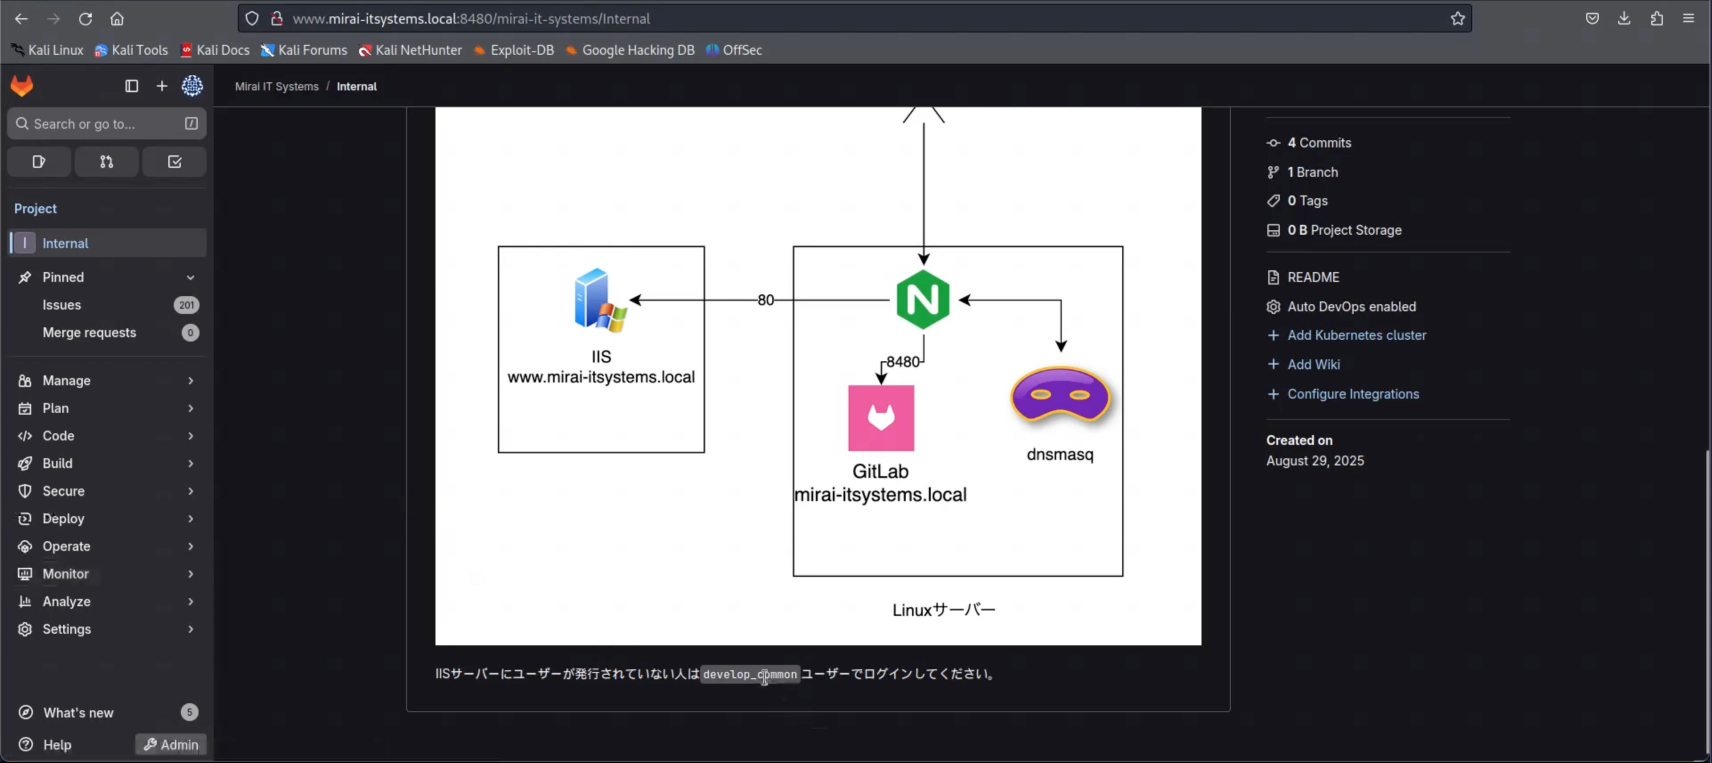 www.mirai-itsystems.local:8480/mirai-it-systems/Internal
Kali Linux Kali Tools Kali Docs Kali Forums Kali NetHunter Exploit-DB Google Hacking DB OffSec
Mirai IT Systems / Internal
Search or go to... /
Project
I Internal
Pinned
Issues 201
Merge requests 0
Manage
Plan
Code
Build
Secure
Deploy
Operate
Monitor
Analyze
Settings
What's new 5
Help
Admin
80
IIS
www.mirai-itsystems.local
N
8480
GitLab
mirai-itsystems.local
dnsmasq
Linuxサーバー
IISサーバーにユーザーが発行されていない人はdevelop_commonユーザーでログインしてください。
4 Commits
1 Branch
0 Tags
0 B Project Storage
README
Auto DevOps enabled
+ Add Kubernetes cluster
+ Add Wiki
+ Configure Integrations
Created on
August 29, 2025